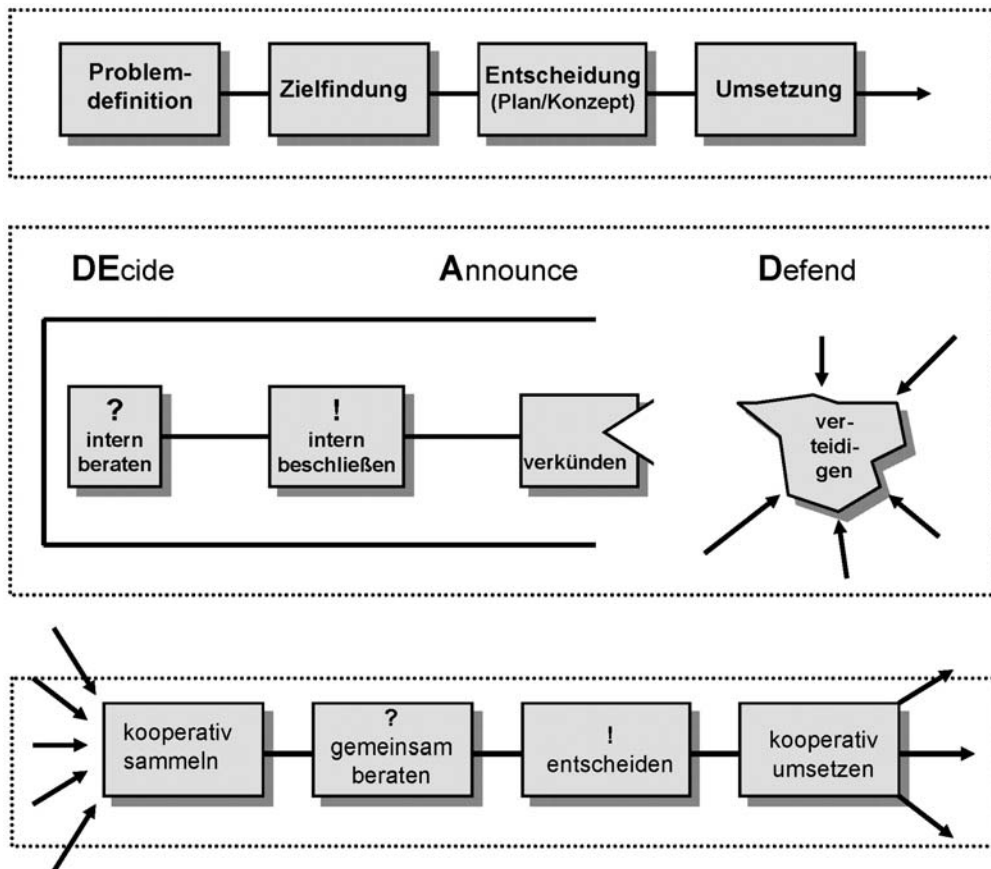 Problem-
definition
Zielfindung
Entscheidung
(Plan/Konzept)
Umsetzung
DEcide
Announce
Defend
?
intern
beraten
!
intern
beschließen
verkünden
ver-
teidi-
gen
kooperativ
sammeln
?
gemeinsam
beraten
!
entscheiden
kooperativ
umsetzen